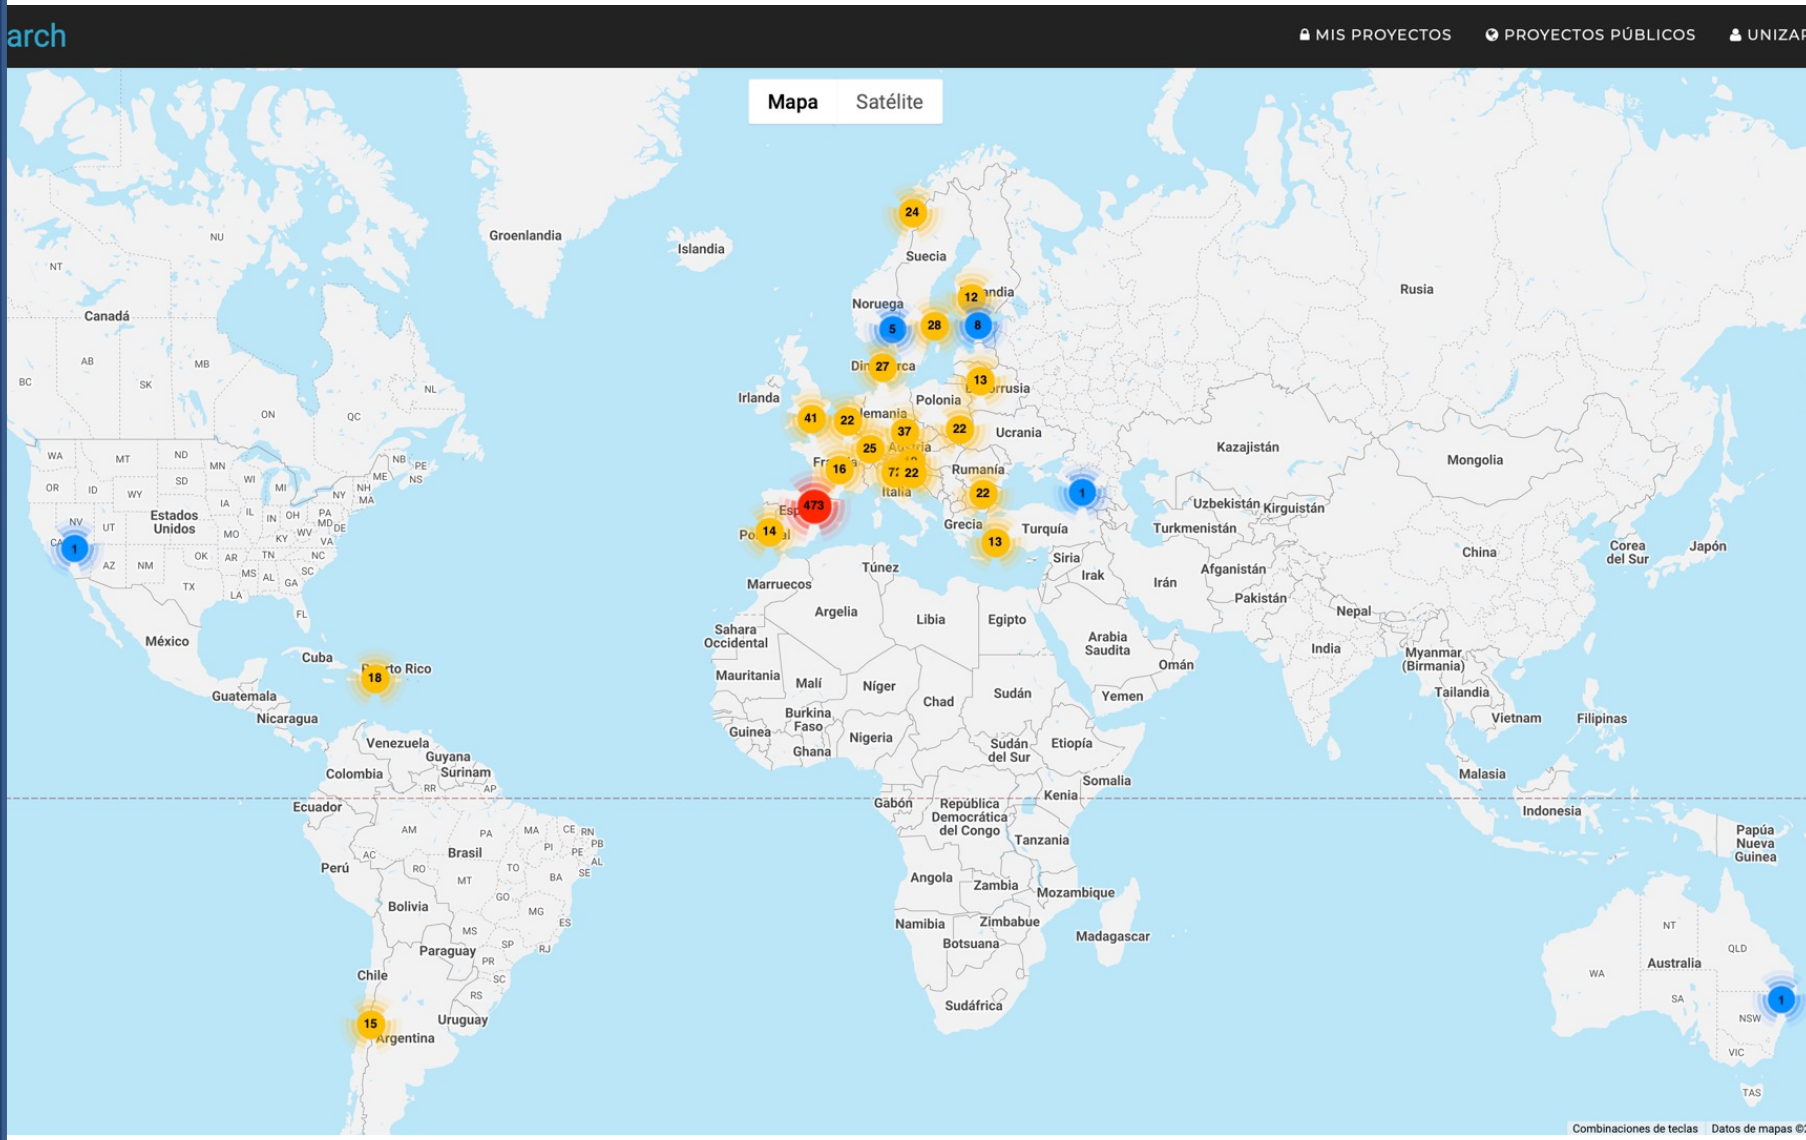 arch
MIS PROYECTOS
PROYECTOS PÚBLICOS
UNIZAR
Mapa
Satélite
24
NU
Groenlandia
Islandia
Suecia
NT
Rusia
12
Noruega
Canadá
5
28
8
AB
MB
27
BC
SK
NL
13
Irlanda
Polonia
ON
QC
41
22
37
22
Ucrania
Kazajistán
WA
MT
ND
MN
NB
PE
25
Mongolia
NS
ME
SD
WI
16
22
Rumanía
OR
ID
WY
MI
NH
NY
MA
Italia
22
1
IA
Uzbekistán
Kirguistán
473
Estados
Unidos
IL
IN
OH
PA
MD
DE
NV
UT
MO
KY
WV
VA
Grecia
Turquía
Turkmenistán
14
13
China
Corea
del Sur
Japón
1
OK
AR
TN
NC
Siria
AZ
NM
Túnez
Irak
Afganistán
MS
AL
GA
SC
Marruecos
Irán
TX
LA
Pakistán
Argelia
Nepal
FL
Libia
Egipto
México
Sahara
Occidental
Arabia
Saudita
India
Myanmar
(Birmania)
Cuba
Omán
18
Mauritania
Malí
Níger
Guatemala
Chad
Sudán
Yemen
Tailandia
Nicaragua
Burkina
Faso
Vietnam
Filipinas
Guinea
Nigeria
Venezuela
Ghana
Sudán
del Sur
Etiopía
Guyana
Colombia
Surinam
Malasia
RR
AP
Somalia
Ecuador
Gabón
República
Democrática
del Congo
Kenia
Indonesia
AM
PA
MA
CE
RN
PB
Tanzania
Papúa
Nueva
Guinea
AC
Brasil
PI
PE
AL
Perú
RO
TO
SE
MT
BA
Angola
Zambia
Mozambique
Bolivia
GO
MG
ES
Namibia
Zimbabue
NT
MS
Botsuana
Madagascar
Paraguay
SP
RJ
QLD
PR
Australia
Chile
SC
WA
RS
SA
1
Sudáfrica
15
Uruguay
NSW
Argentina
VIC
TAS
Combinaciones de teclas
Datos de mapas